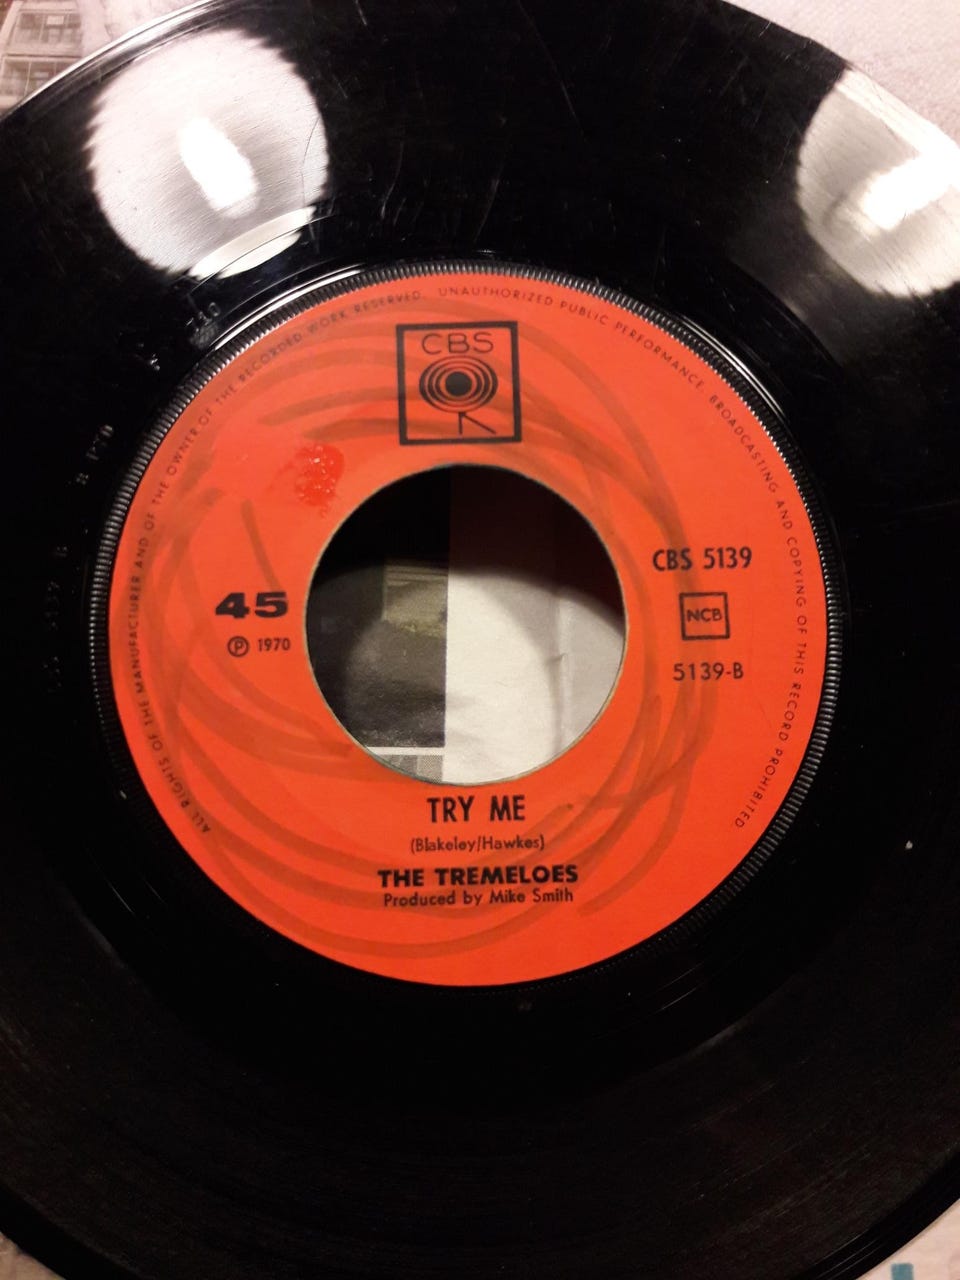 ALL RIGHTS OF THE MANUFACTURER AND OF THE OWNER OF THE RECORDED WORK RESERVED. UNAUTHORIZED PUBLIC PERFORMANCE, BROADCASTING AND COPYING OF THIS RECORD PROHIBITED
CBS
45
Ⓟ 1970
CBS 5139
NCB
5139-B
TRY ME
(Blakeley/Hawkes)
THE TREMELOES
Produced by Mike Smith